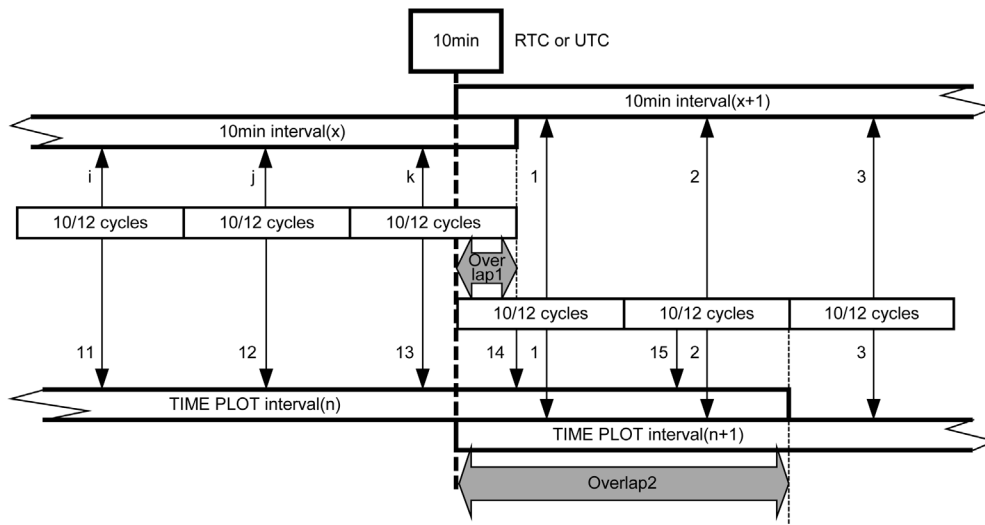 10min RTC or UTC
10min interval(x+1)
10min interval(x)
i j k 1 2 3
10/12 cycles 10/12 cycles 10/12 cycles
Over
lap1
10/12 cycles 10/12 cycles 10/12 cycles
11 12 13 14 1 15 2 3
TIME PLOT interval(n)
TIME PLOT interval(n+1)
Overlap2